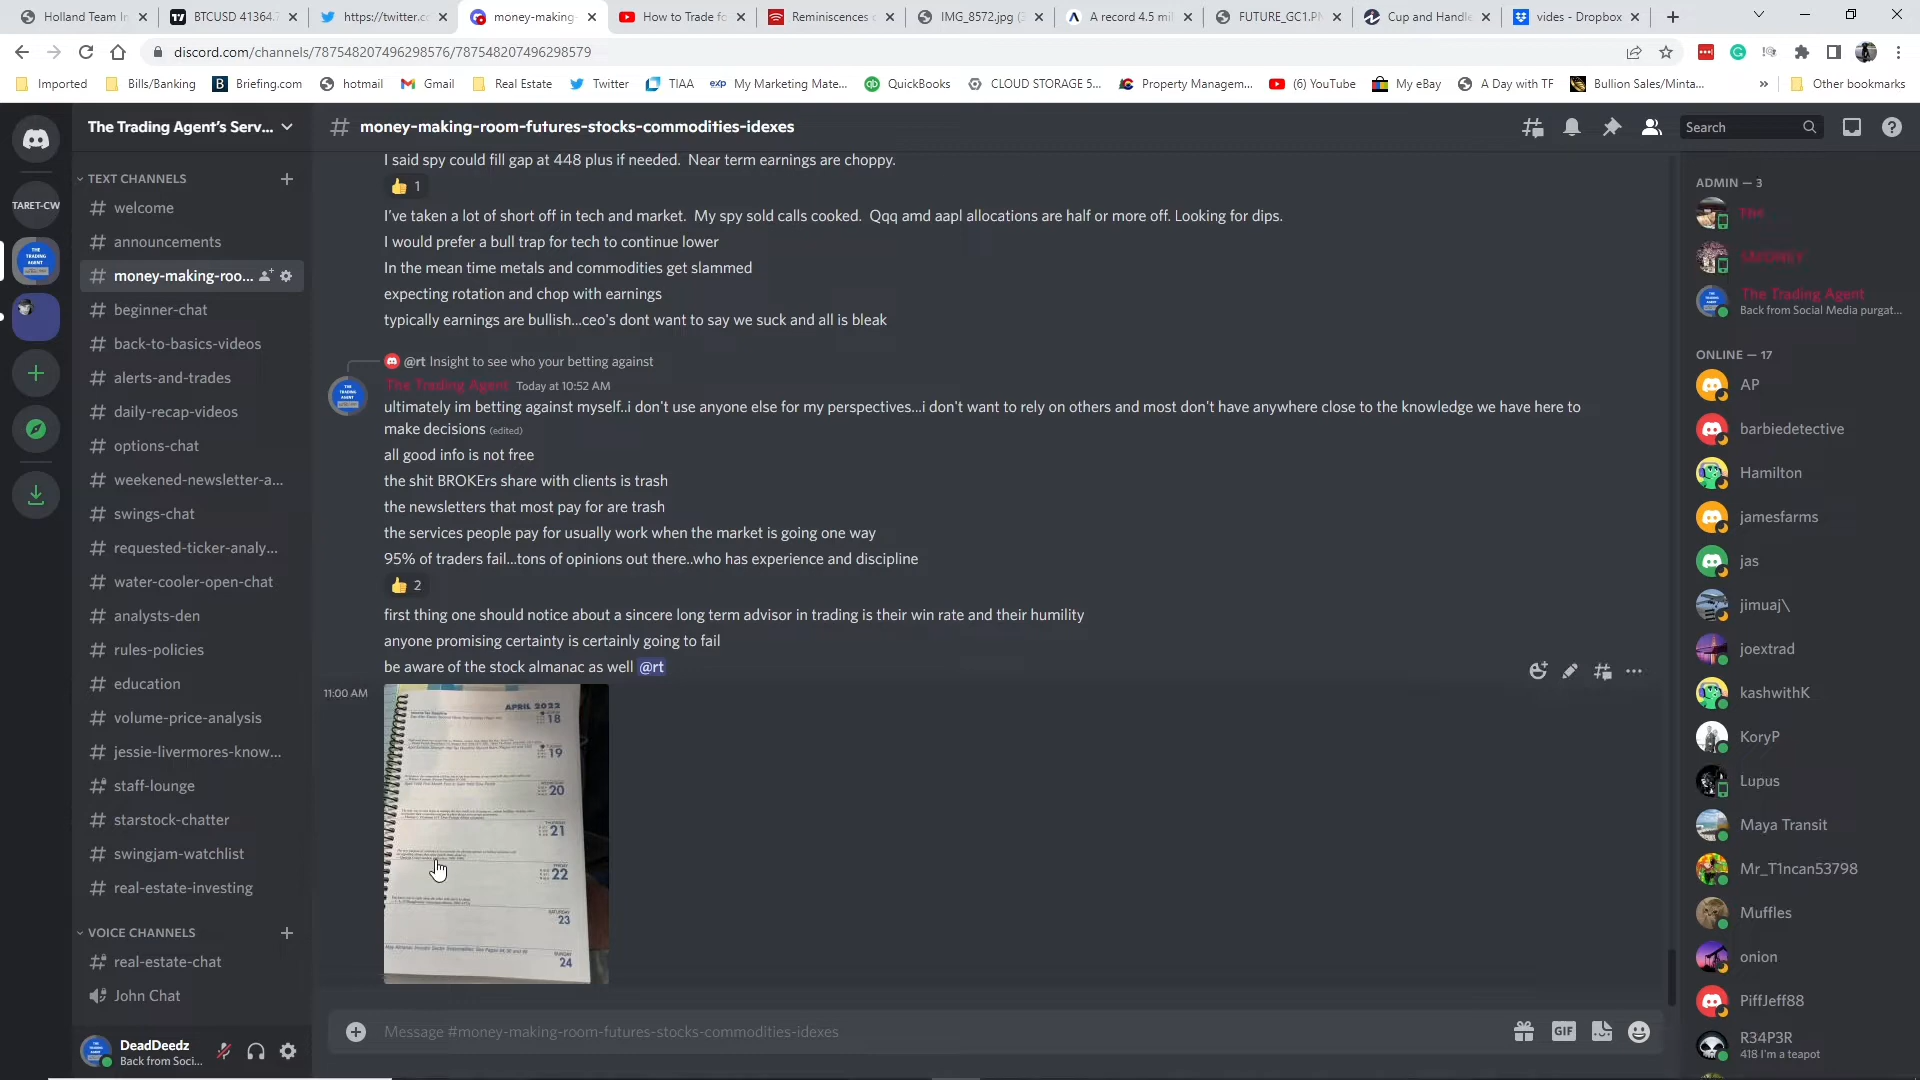 Holland Team In
BTCUSD 41364.7
https://twitter.c
money-making-
How to Trade fo
Reminiscences o
IMG_8572.jpg (3
A record 4.5 mil
FUTURE_GC1.PN
Cup and Handle
vides - Dropbox
discord.com/channels/787548207496298576/787548207496298579
Imported
Bills/Banking
Briefing.com
hotmail
Gmail
Real Estate
Twitter
TIAA
My Marketing Mate...
QuickBooks
CLOUD STORAGE 5...
Property Managem...
(6) YouTube
My eBay
A Day with TF
Bullion Sales/Minta...
»
Other bookmarks
The Trading Agent's Serv...
# money-making-room-futures-stocks-commodities-idexes
Search
TARET-CW
TEXT CHANNELS
# welcome
# announcements
# money-making-roo...
# beginner-chat
# back-to-basics-videos
# alerts-and-trades
# daily-recap-videos
# options-chat
# weekened-newsletter-a...
# swings-chat
# requested-ticker-analy...
# water-cooler-open-chat
# analysts-den
# rules-policies
# education
# volume-price-analysis
# jessie-livermores-know...
# staff-lounge
# starstock-chatter
# swingjam-watchlist
# real-estate-investing
VOICE CHANNELS
real-estate-chat
John Chat
DeadDeedz
Back from Soci...
I said spy could fill gap at 448 plus if needed.  Near term earnings are choppy.
👍 1
I've taken a lot of short off in tech and market.  My spy sold calls cooked.  Qqq amd aapl allocations are half or more off. Looking for dips.
I would prefer a bull trap for tech to continue lower
In the mean time metals and commodities get slammed
expecting rotation and chop with earnings
typically earnings are bullish...ceo's dont want to say we suck and all is bleak
@rt Insight to see who your betting against
The Trading Agent Today at 10:52 AM
ultimately im betting against myself..i don't use anyone else for my perspectives...i don't want to rely on others and most don't have anywhere close to the knowledge we have here to
make decisions (edited)
all good info is not free
the shit BROKErs share with clients is trash
the newsletters that most pay for are trash
the services people pay for usually work when the market is going one way
95% of traders fail...tons of opinions out there..who has experience and discipline
👍 2
first thing one should notice about a sincere long term advisor in trading is their win rate and their humility
anyone promising certainty is certainly going to fail
be aware of the stock almanac as well @rt
11:00 AM
APRIL 2022
18
19
20
21
FRIDAY
22
SATURDAY
23
SUNDAY
24
Message #money-making-room-futures-stocks-commodities-idexes
GIF
ADMIN — 3
The Trading Agent
Back from Social Media purgat...
ONLINE — 17
AP
barbiedetective
Hamilton
jamesfarms
jas
jimuaj\
joextrad
kashwithK
KoryP
Lupus
Maya Transit
Mr_T1ncan53798
Muffles
onion
PiffJeff88
R34P3R
418 I'm a teapot